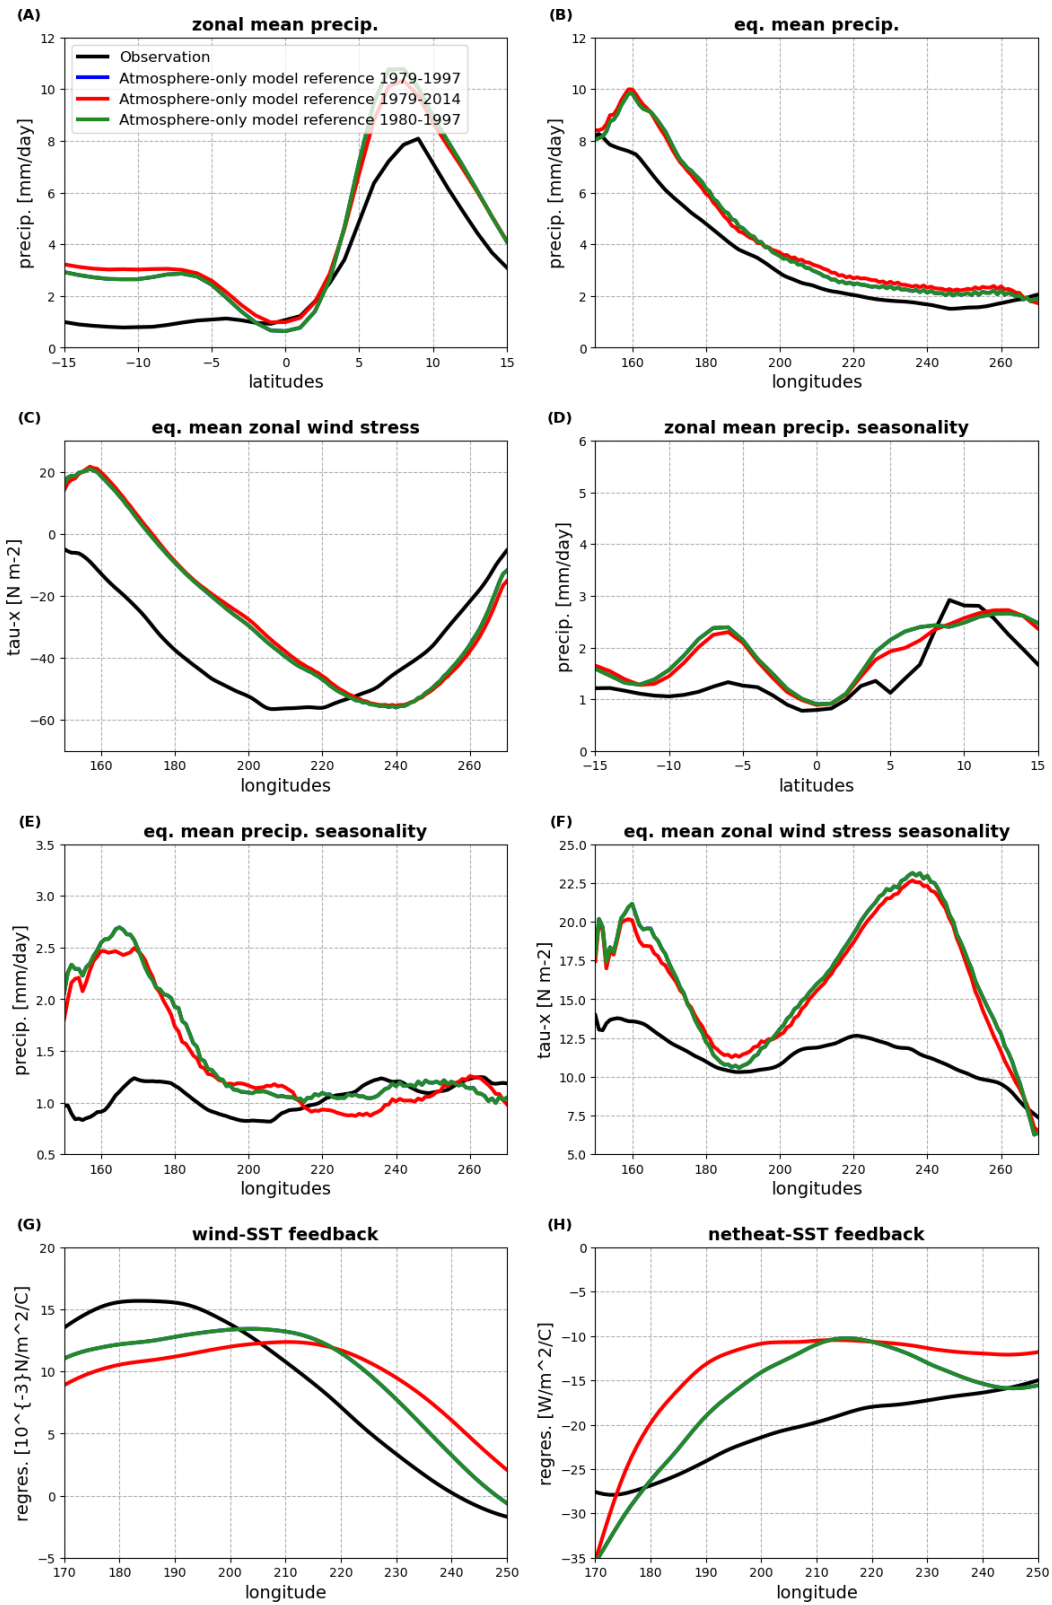 (A)
zonal mean precip.
12
10
8
6
4
2
0
precip. [mm/day]
Observation
Atmosphere-only model reference 1979-1997
Atmosphere-only model reference 1979-2014
Atmosphere-only model reference 1980-1997
−15 −10 −5 0 5 10 15
latitudes
(B)
eq. mean precip.
12
10
8
6
4
2
0
precip. [mm/day]
160 180 200 220 240 260
longitudes
(C)
eq. mean zonal wind stress
20
0
−20
−40
−60
tau-x [N m-2]
160 180 200 220 240 260
longitudes
(D)
zonal mean precip. seasonality
6
5
4
3
2
1
0
precip. [mm/day]
−15 −10 −5 0 5 10 15
latitudes
(E)
eq. mean precip. seasonality
3.5
3.0
2.5
2.0
1.5
1.0
0.5
precip. [mm/day]
160 180 200 220 240 260
longitudes
(F)
eq. mean zonal wind stress seasonality
25.0
22.5
20.0
17.5
15.0
12.5
10.0
7.5
5.0
tau-x [N m-2]
160 180 200 220 240 260
longitudes
(G)
wind-SST feedback
20
15
10
5
0
−5
regres. [10^{-3}N/m^2/C]
170 180 190 200 210 220 230 240 250
longitude
(H)
netheat-SST feedback
0
−5
−10
−15
−20
−25
−30
−35
regres. [W/m^2/C]
170 180 190 200 210 220 230 240 250
longitude